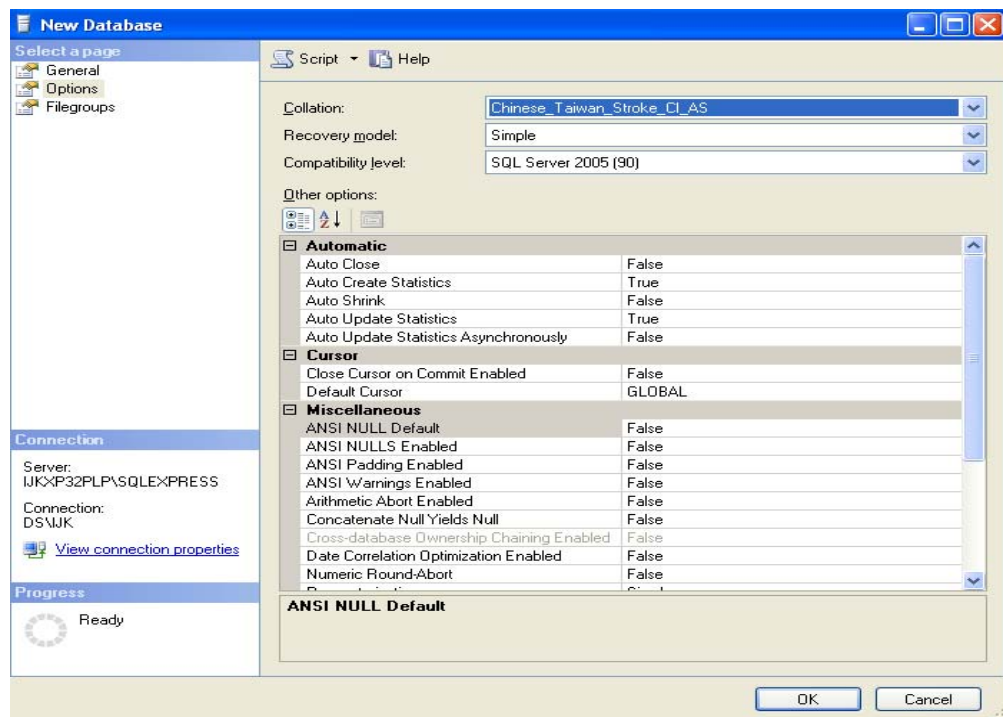 New Database
Select a page
General
Options
Filegroups
Script
Help
Collation: Chinese_Taiwan_Stroke_CI_AS
Recovery model: Simple
Compatibility level: SQL Server 2005 (90)
Other options:
Automatic
Auto Close False
Auto Create Statistics True
Auto Shrink False
Auto Update Statistics True
Auto Update Statistics Asynchronously False
Cursor
Close Cursor on Commit Enabled False
Default Cursor GLOBAL
Miscellaneous
ANSI NULL Default False
ANSI NULLS Enabled False
ANSI Padding Enabled False
ANSI Warnings Enabled False
Arithmetic Abort Enabled False
Concatenate Null Yields Null False
Cross-database Ownership Chaining Enabled False
Date Correlation Optimization Enabled False
Numeric Round-Abort False
ANSI NULL Default
Connection
Server:
IJKXP32PLP\SQLEXPRESS
Connection:
DS\IJK
View connection properties
Progress
Ready
OK
Cancel